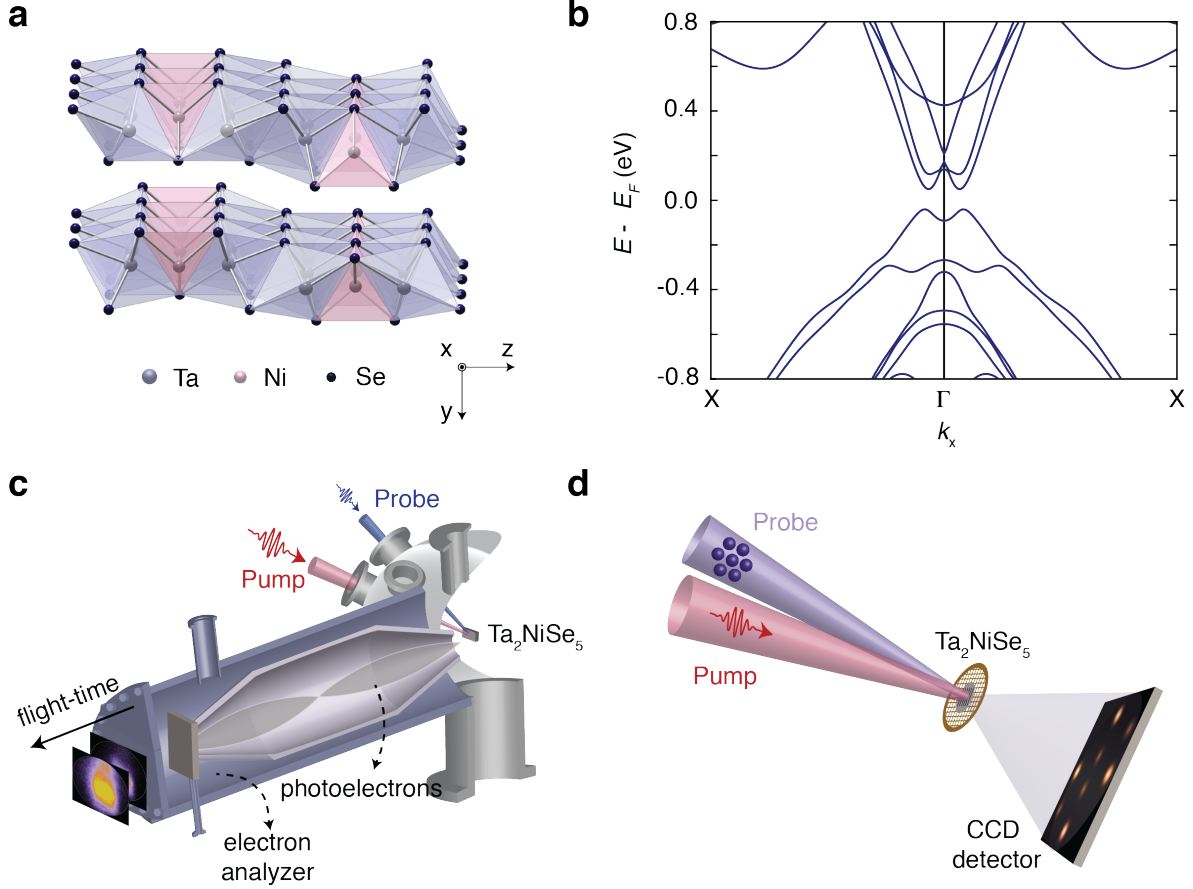 a
Ta
Ni
Se
x
z
y
b
0.8
0.4
0.0
-0.4
-0.8
E - E_F (eV)
X
Γ
X
k_x
c
Probe
Pump
Ta₂NiSe₅
flight-time
photoelectrons
electron
analyzer
d
Probe
Ta₂NiSe₅
Pump
CCD
detector